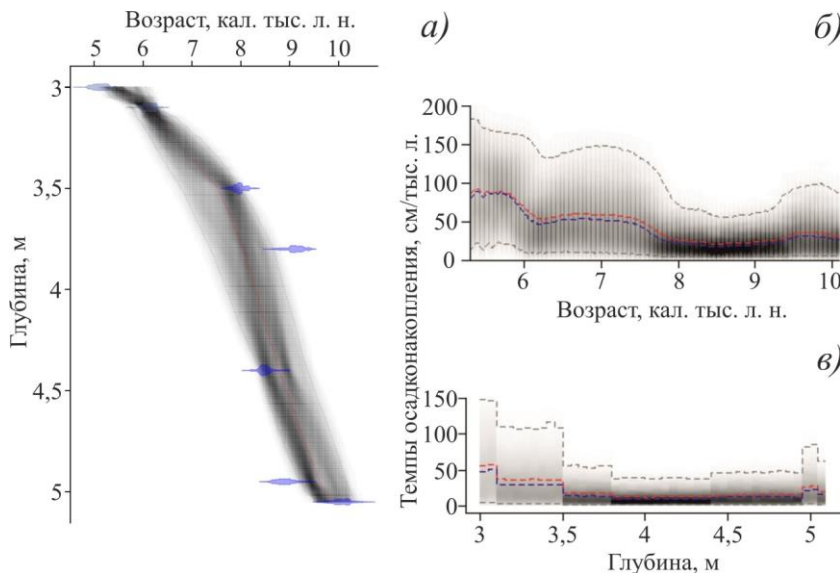 Возраст, кал. тыс. л. н.
а)
5 6 7 8 9 10
3
3,5
4
4,5
5
Глубина, м
б)
200
150
100
50
0
6 7 8 9 10
Возраст, кал. тыс. л. н.
Темпы осадконакопления, см/тыс. л.
в)
150
100
50
0
3 3,5 4 4,5 5
Глубина, м